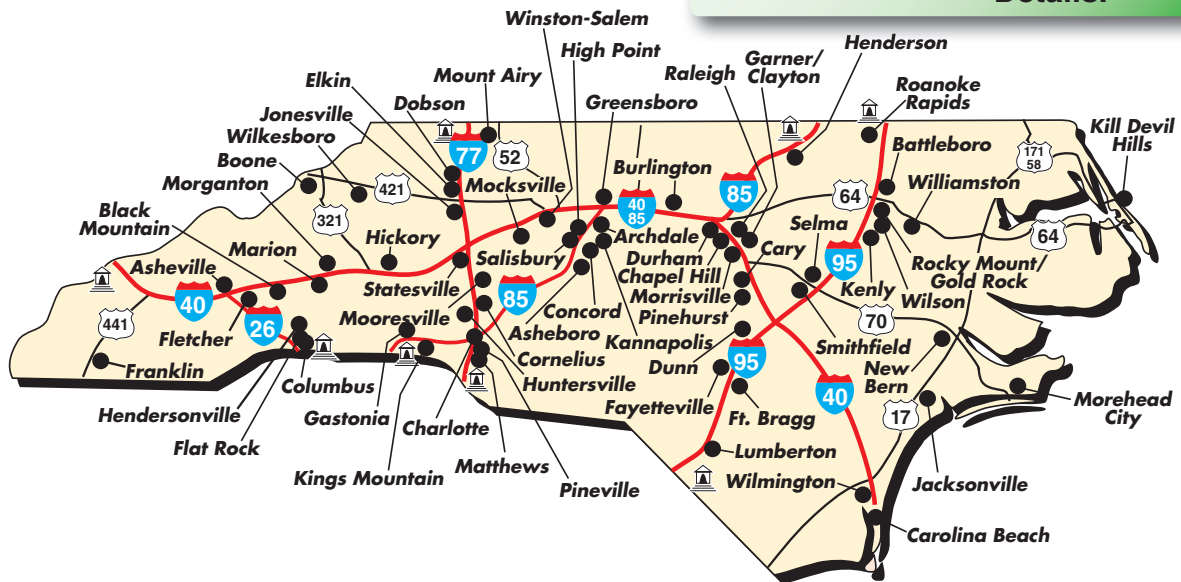 Details.
Winston-Salem
High Point
Henderson
Garner/
Clayton
Raleigh
Elkin
Mount Airy
Dobson
Greensboro
Roanoke
Rapids
Jonesville
Wilkesboro
Boone
Morganton
Kill Devil
Hills
77
52
Battleboro
171
58
Burlington
Mocksville
421
85
64
Williamston
40
85
321
Black
Mountain
Marion
Hickory
Archdale
Durham
Chapel Hill
Cary
Selma
64
Asheville
Salisbury
95
Rocky Mount/
Gold Rock
Statesville
85
Morrisville
Kenly
Wilson
40
441
26
Fletcher
Mooresville
Concord
Asheboro
Pinehurst
70
Kannapolis
Cornelius
Smithfield
Franklin
Columbus
Huntersville
Dunn
95
New
Bern
Hendersonville
Gastonia
Fayetteville
40
Morehead
City
Flat Rock
Charlotte
Ft. Bragg
17
Kings Mountain
Matthews
Lumberton
Pineville
Wilmington
Jacksonville
Carolina Beach